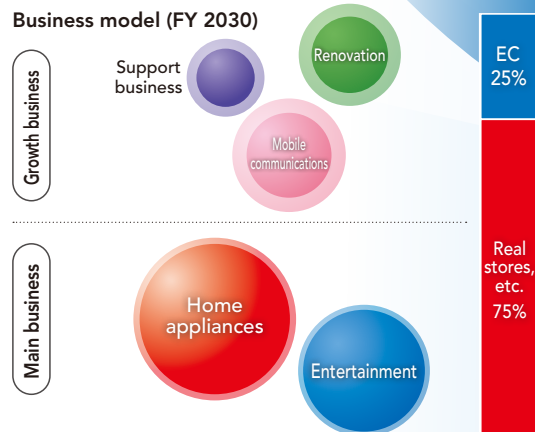 Business model (FY 2030)
Growth business
Support
business
Renovation
Mobile
communications
EC
25%
Main business
Home
appliances
Entertainment
Real
stores,
etc.
75%